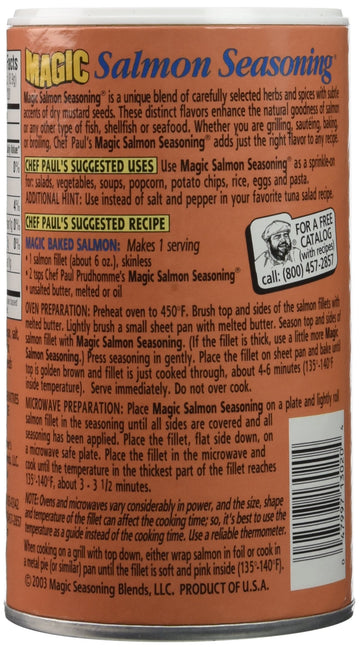 MAGIC Salmon Seasoning®
Magic Salmon Seasoning® is a unique blend of carefully selected herbs and spices with subtle
accents of dry mustard seeds. These distinct flavors enhance the natural goodness of salmon
or any other type of fish, shellfish or seafood. Whether you are grilling, sautéing, baking
or broiling, Chef Paul's Magic Salmon Seasoning® adds just the right flavor to any recipe.
CHEF PAUL'S SUGGESTED USES Use Magic Salmon Seasoning® as a sprinkle-on
for: salads, vegetables, soups, popcorn, potato chips, rice, eggs and pasta.
ADDITIONAL HINT: Use instead of salt and pepper in your favorite tuna salad recipe.
CHEF PAUL'S SUGGESTED RECIPE
MAGIC BAKED SALMON: Makes 1 serving
• 1 salmon fillet (about 6 oz.), skinless
• 2 tsps Chef Paul Prudhomme's Magic Salmon Seasoning®
• unsalted butter, melted or oil
FOR A FREE
CATALOG
(with recipes)
call: (800) 457-2857
OVEN PREPARATION: Preheat oven to 450°F. Brush top and sides of the salmon fillets with
melted butter. Lightly brush a small sheet pan with melted butter. Season top and sides of
salmon fillet with Magic Salmon Seasoning. (If the fillet is thick, use a little more Magic
Salmon Seasoning.) Press seasoning in gently. Place the fillet on sheet pan and bake until
top is golden brown and fillet is just cooked through, about 4-6 minutes (135°-140°F
inside temperature). Serve immediately. Do not over cook.
MICROWAVE PREPARATION: Place Magic Salmon Seasoning on a plate and lightly roll
salmon fillet in the seasoning until all sides are covered and all
seasoning has been applied. Place the fillet, flat side down, on
a microwave safe plate. Place the fillet in the microwave and
cook until the temperature in the thickest part of the fillet reaches
135°-140°F, about 3 - 3 1/2 minutes.
NOTE: Ovens and microwaves vary considerably in power, and the size, shape
and temperature of the fillet can affect the cooking time; so, it's best to use the
temperature as a guide instead of the cooking time. Use a reliable thermometer.
When cooking on a grill with top down, either wrap salmon in foil or cook in
a metal pie (or similar) pan until the fillet is soft and pink inside (135°-140°F).
©2003 Magic Seasoning Blends, LLC. PRODUCT OF U.S.A.